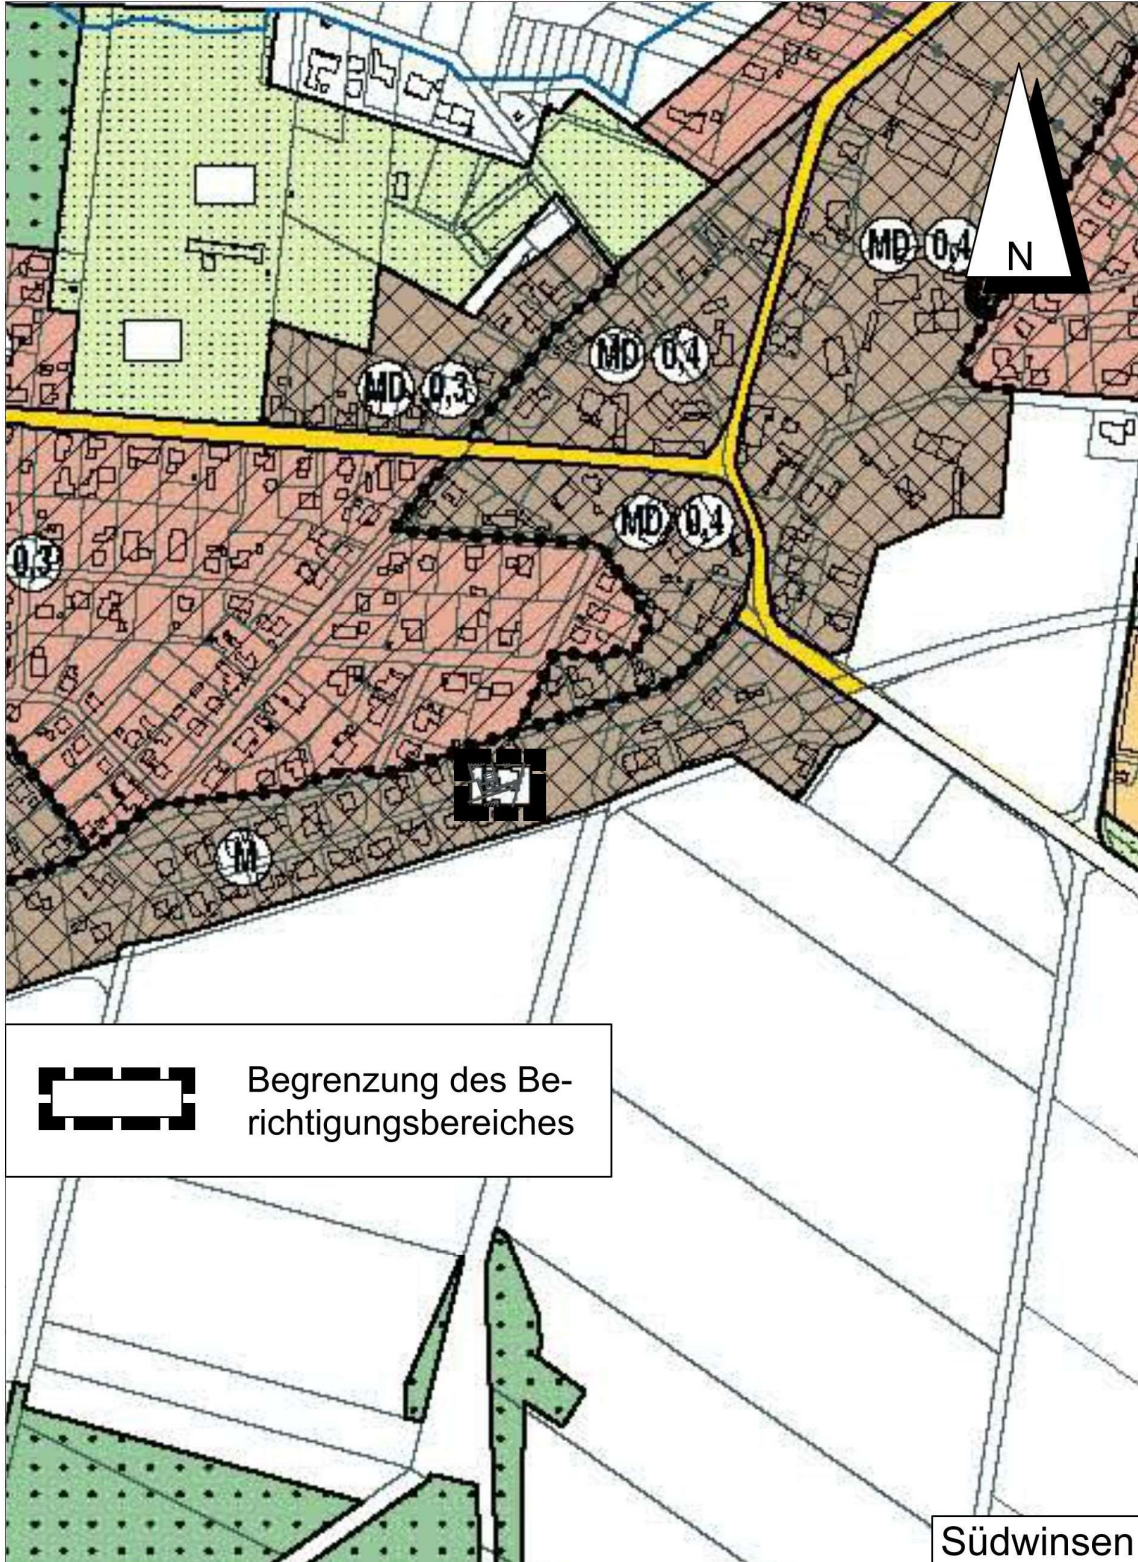 MD 0,4
N
MD 0,4
MD 0,3
MD 0,4
0,3
M
Begrenzung des Be-
richtigungsbereiches
Südwinsen